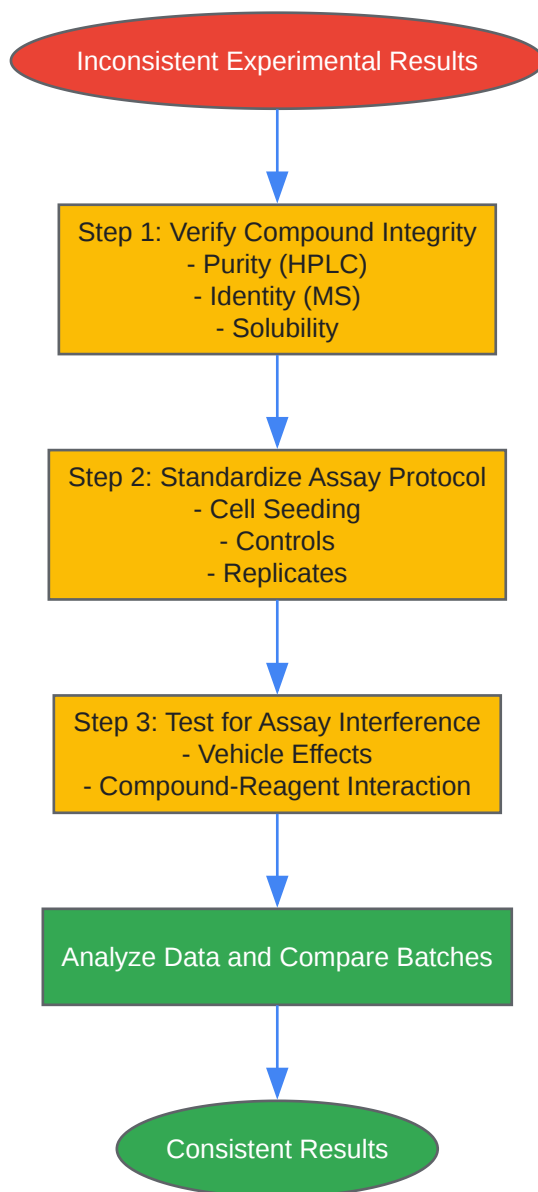 Inconsistent Experimental Results
Step 1: Verify Compound Integrity
- Purity (HPLC)
- Identity (MS)
- Solubility
Step 2: Standardize Assay Protocol
- Cell Seeding
- Controls
- Replicates
Step 3: Test for Assay Interference
- Vehicle Effects
- Compound-Reagent Interaction
Analyze Data and Compare Batches
Consistent Results